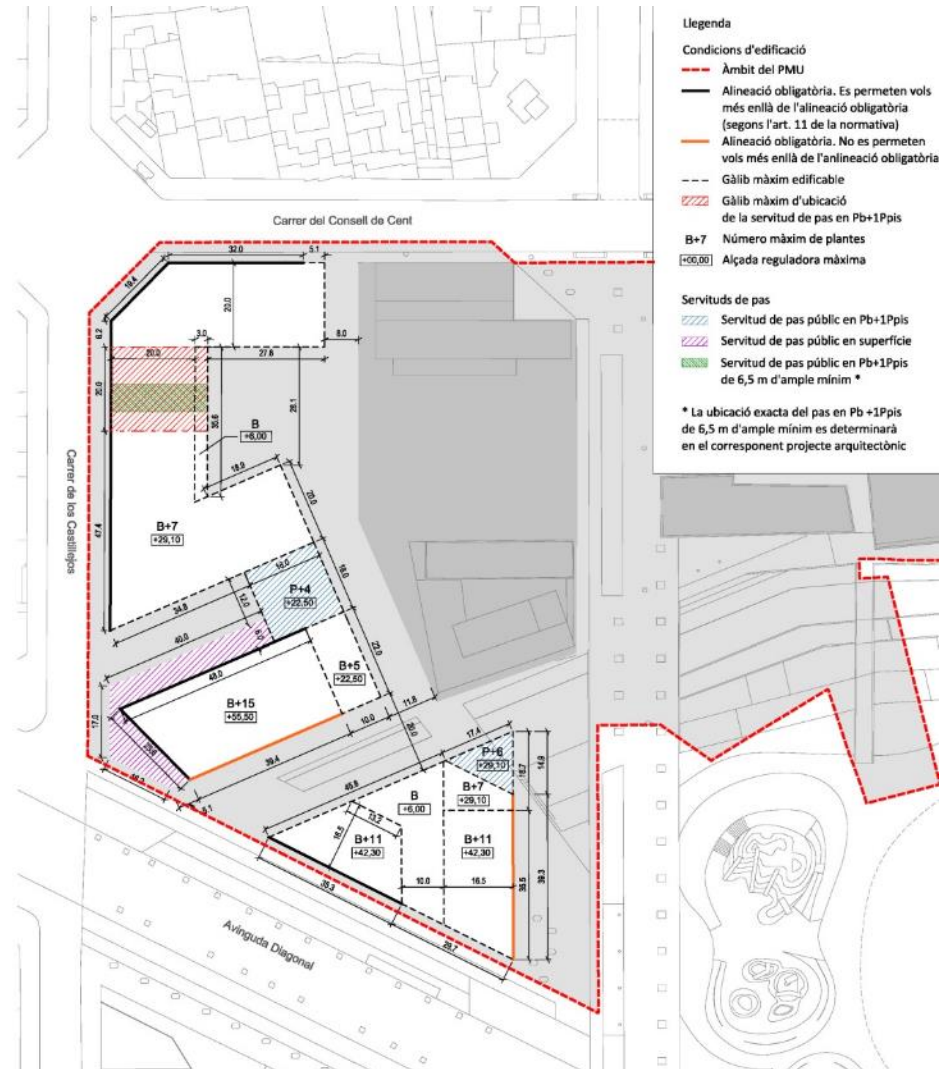 Llegenda
Condicions d'edificació
Àmbit del PMU
Alineació obligatòria. Es permeten vols
més enllà de l'alineació obligatòria
(segons l'art. 11 de la normativa)
Alineació obligatòria. No es permeten
vols més enllà de l'anlineació obligatòria
Gàlib màxim edificable
Gàlib màxim d'ubicació
de la servitud de pas en Pb+1Ppis
B+7 Número màxim de plantes
+00,00 Alçada reguladora màxima
Servituds de pas
Servitud de pas públic en Pb+1Ppis
Servitud de pas públic en superfície
Servitud de pas públic en Pb+1Ppis
de 6,5 m d'ample mínim *
* La ubicació exacta del pas en Pb +1Ppis
de 6,5 m d'ample mínim es determinarà
en el corresponent projecte arquitectònic
Carrer del Consell de Cent
32.0 5.1
19.4
20.0
6.2
3.0
8.0
20.0 27.8
20.0
35.6
28.1
B
+6,00
18.9
20.0
Carrer de los Castillejos
47.4
B+7
+29,10
16.0
18.0
P+4
+22,50
34.8
12.0
40.0
6.0
22.0
B+5
+22,50
48.0
B+15
+55,50
17.0
11.8
10.0
20.0
39.4
17.4
P+6
+29,10
14.9
B+7
+29,10
45.8
B
+6,00
13.2
16.5
B+11
+42,30
B+11
+42,30
10.0 16.5
39.3
35.3
Avinguda Diagonal